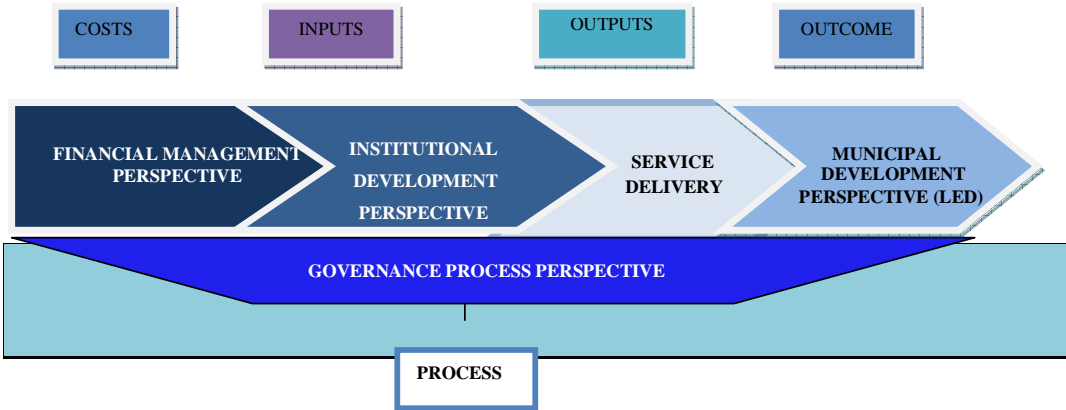 COSTS
INPUTS
OUTPUTS
OUTCOME
FINANCIAL MANAGEMENT
PERSPECTIVE
INSTITUTIONAL
DEVELOPMENT
PERSPECTIVE
SERVICE
DELIVERY
MUNICIPAL
DEVELOPMENT
PERSPECTIVE (LED)
GOVERNANCE PROCESS PERSPECTIVE
PROCESS